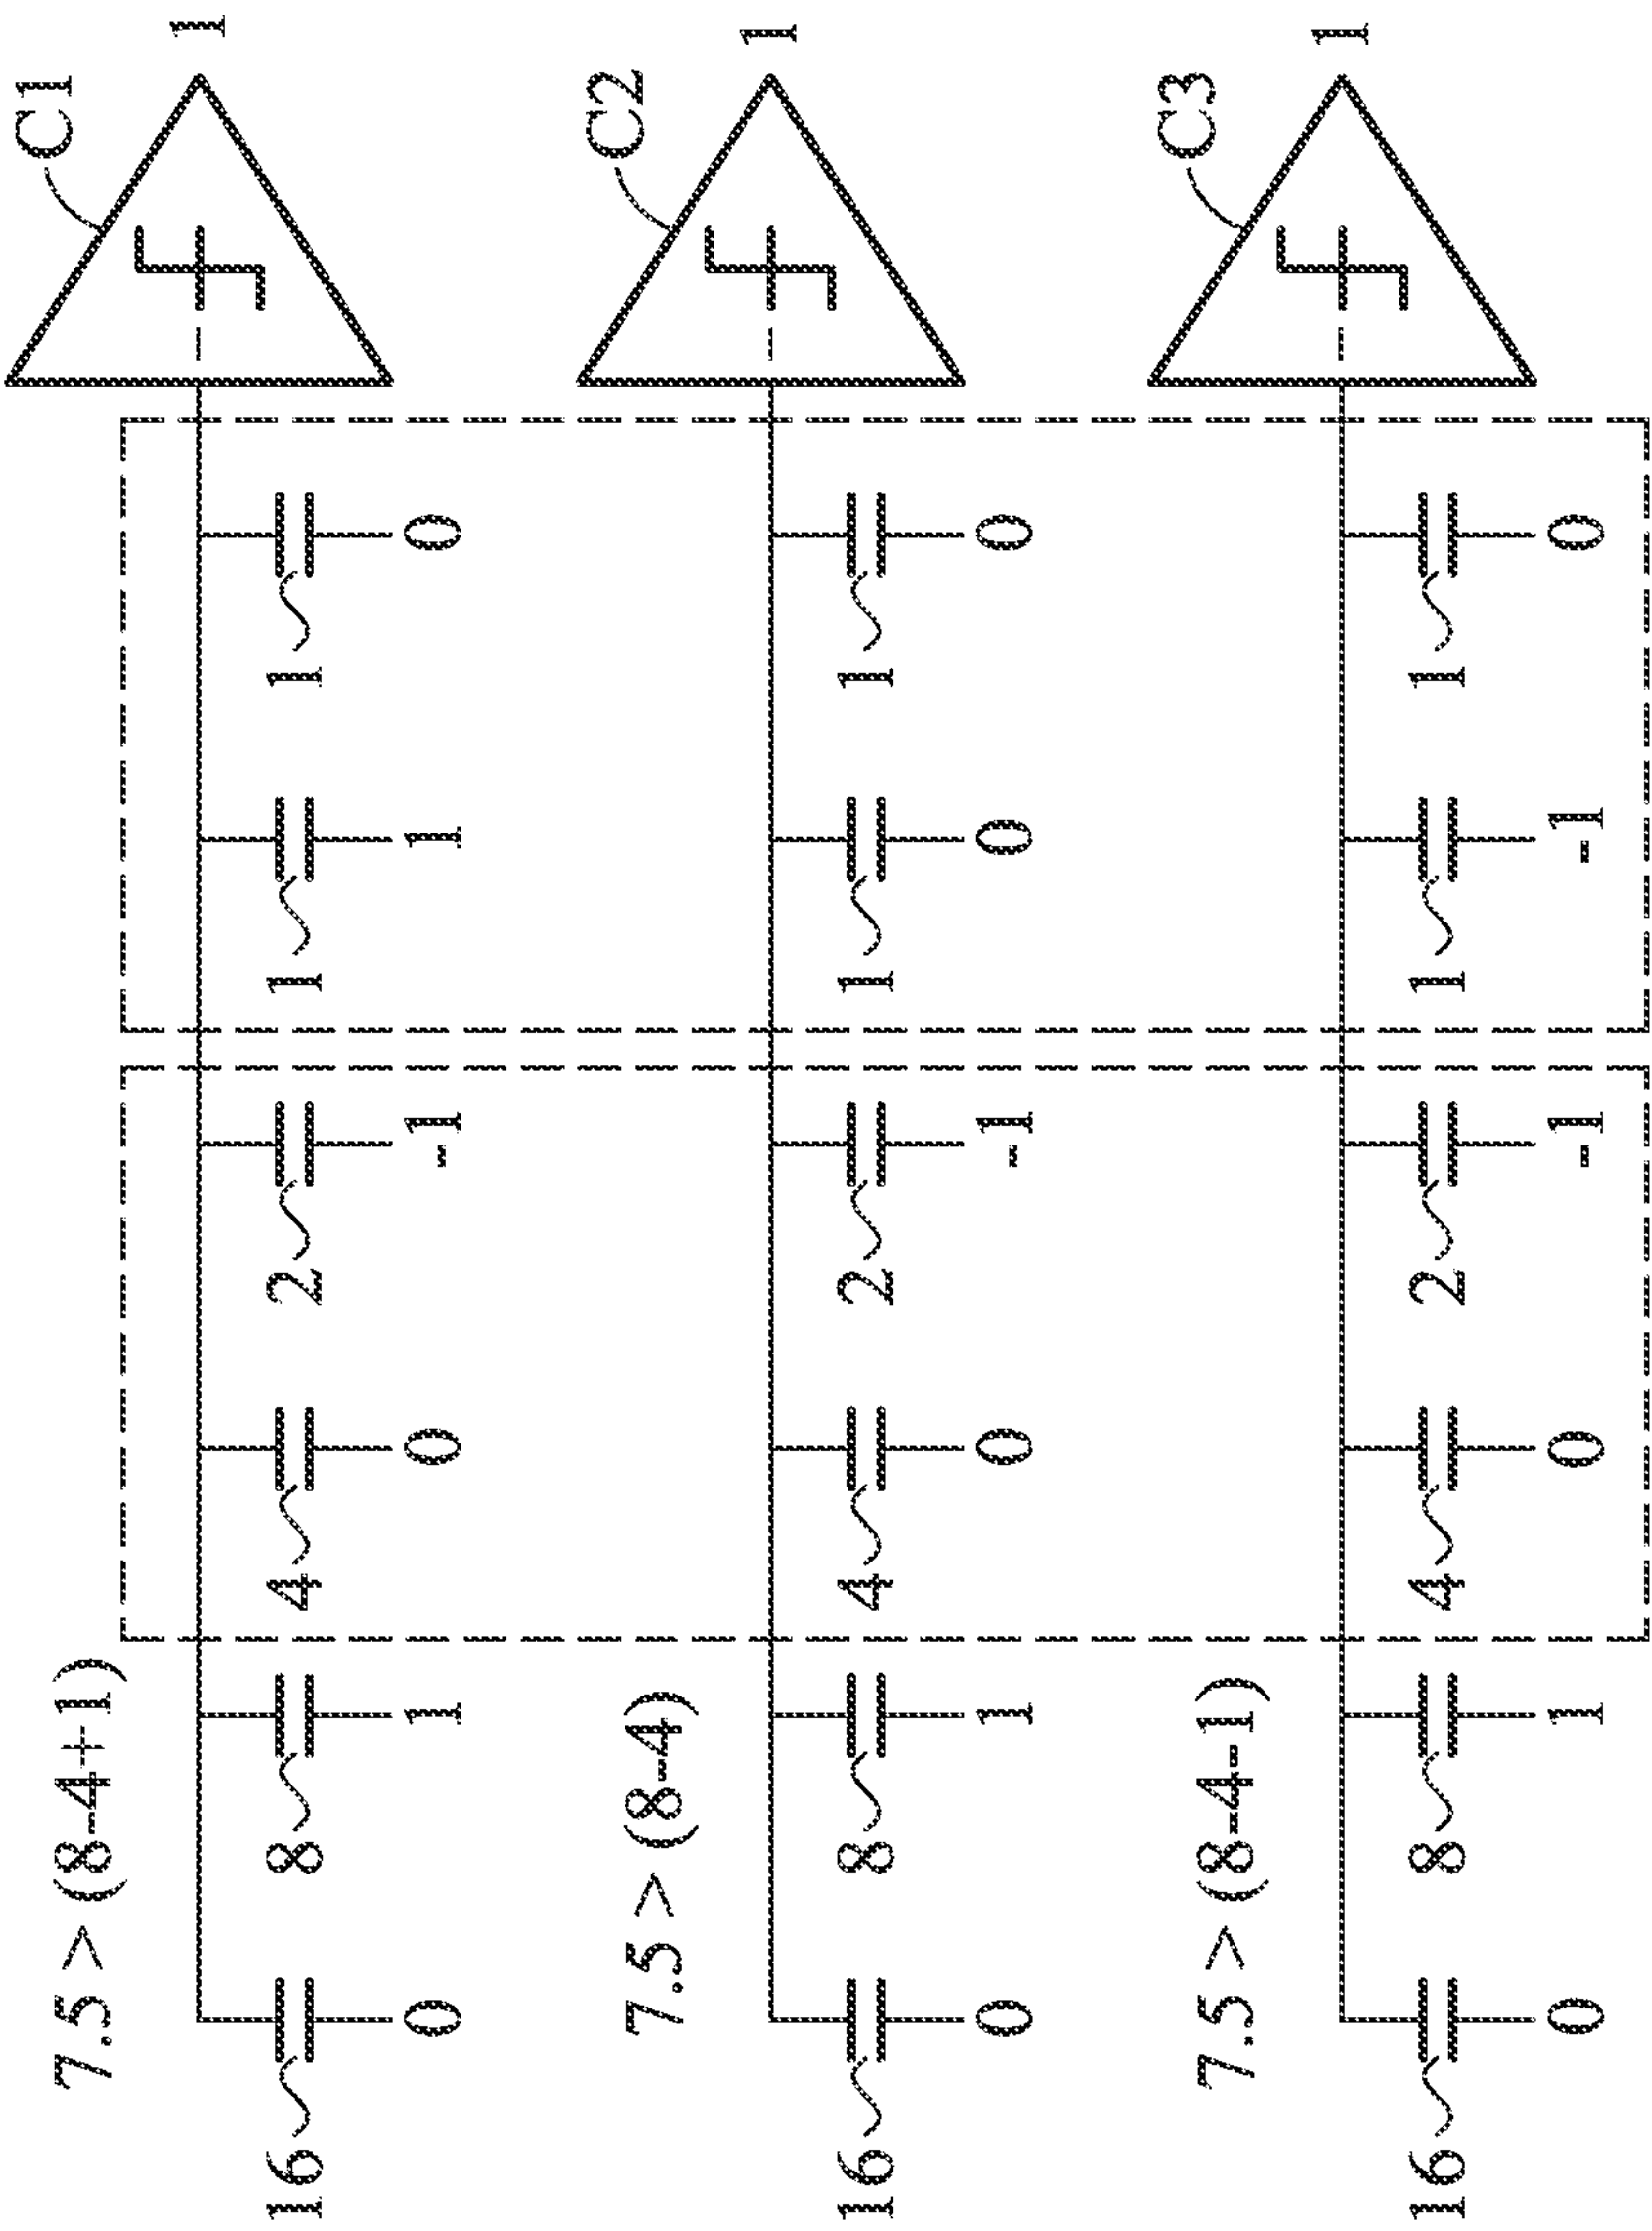 7.5 > (8-4+1)
C1
16 8 4 2 1 1
1
0 1 0 -1 1 0
7.5 > (8-4)
C2
16 8 4 2 1 1
1
0 1 0 -1 0 0
7.5 > (8-4-1)
C3
16 8 4 2 1 1
1
0 1 0 -1 -1 0